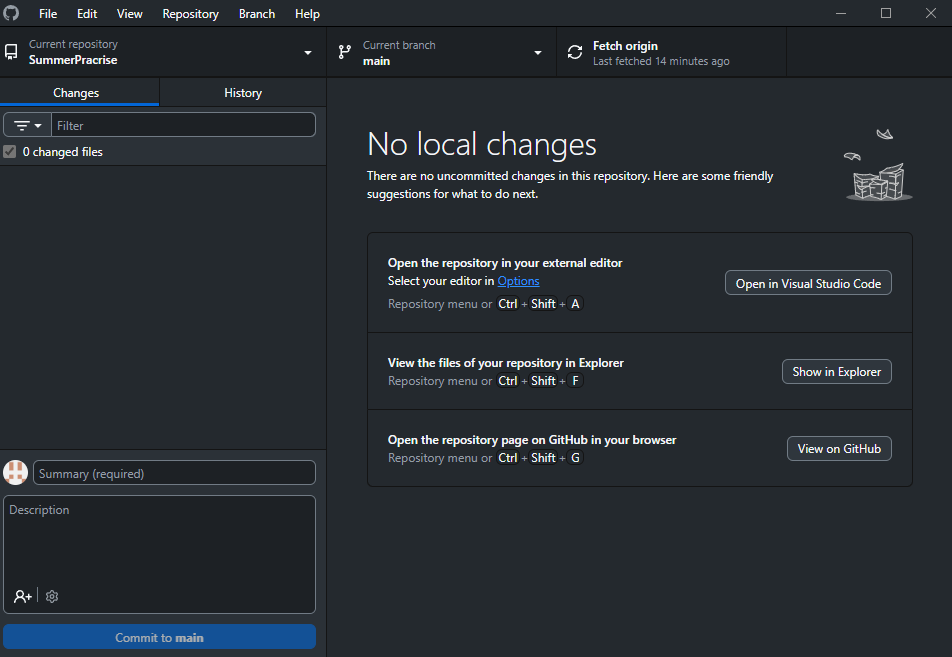 File Edit View Repository Branch Help
Current repository
SummerPracrise
Current branch
main
Fetch origin
Last fetched 14 minutes ago
Changes
History
Filter
0 changed files
No local changes
There are no uncommitted changes in this repository. Here are some friendly
suggestions for what to do next.
Open the repository in your external editor
Select your editor in Options
Repository menu or Ctrl + Shift + A
Open in Visual Studio Code
View the files of your repository in Explorer
Repository menu or Ctrl + Shift + F
Show in Explorer
Open the repository page on GitHub in your browser
Repository menu or Ctrl + Shift + G
View on GitHub
Summary (required)
Description
Commit to main